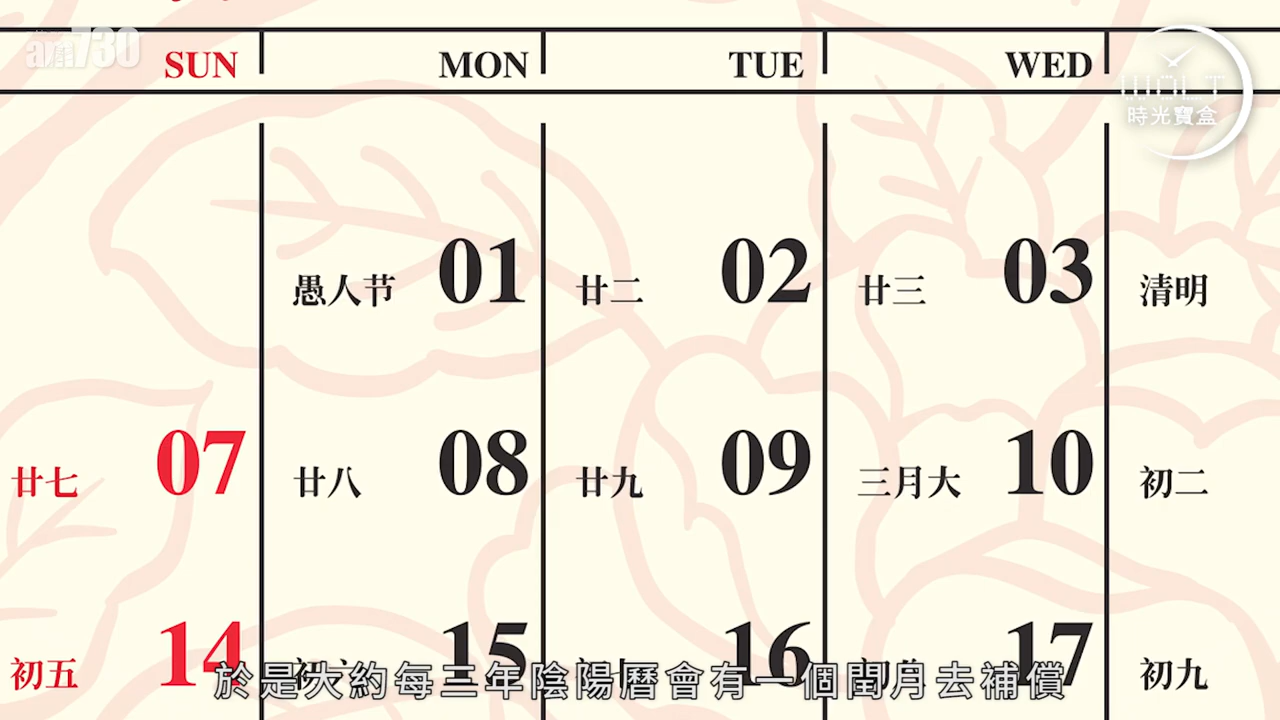 am730
SUN MON TUE WED
WOLT
時光寶盒
愚人节 01 廿二 02 廿三 03 清明
廿七 07 廿八 08 廿九 09 三月大 10 初二
初五 14 15 16 17 初九
於是大約每三年陰陽曆會有一個閏月去補償